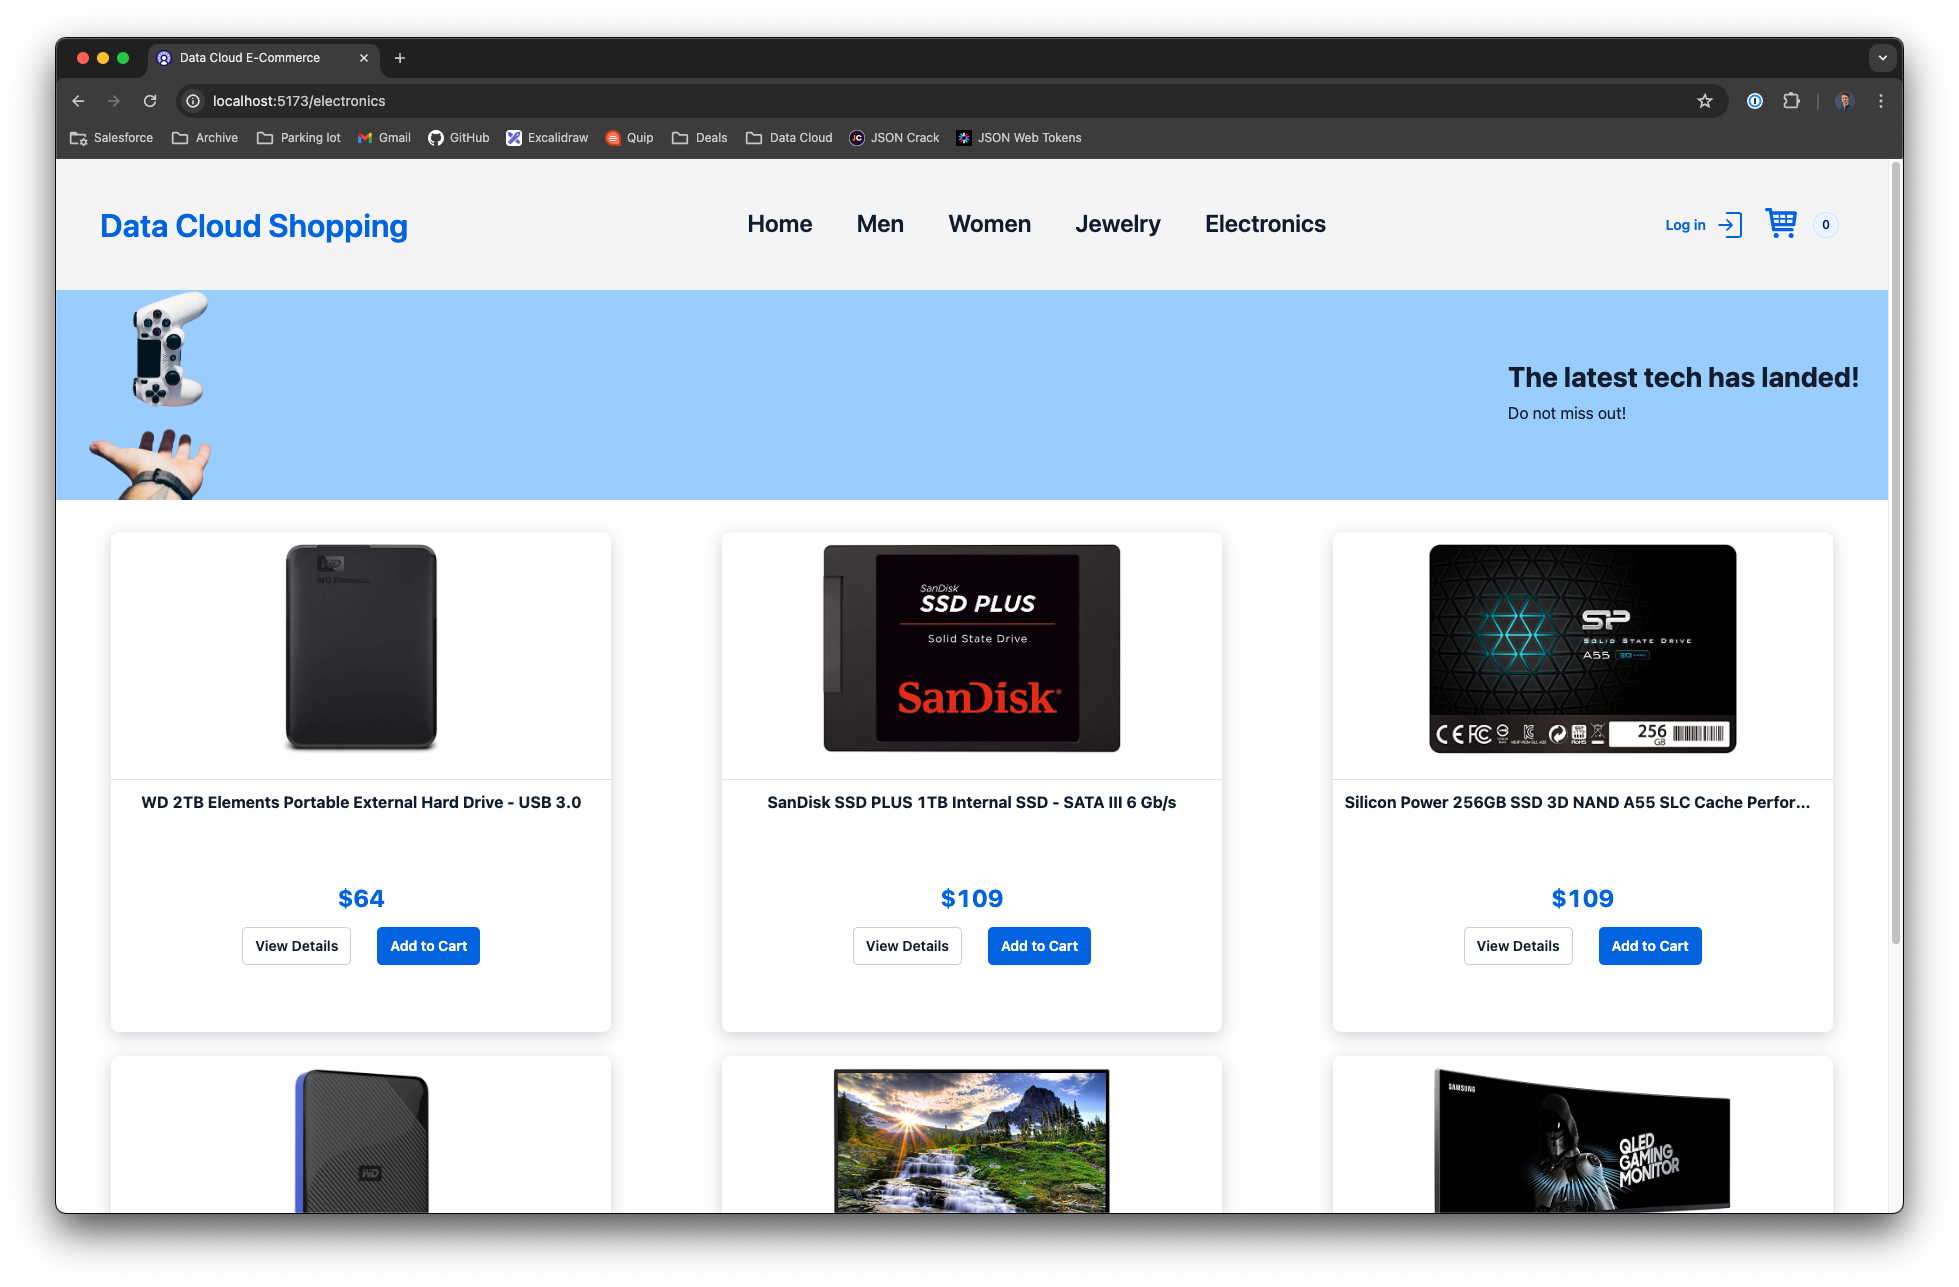 Data Cloud E-Commerce
localhost:5173/electronics
Salesforce Archive Parking lot Gmail GitHub Excalidraw Quip Deals Data Cloud JSON Crack JSON Web Tokens
Data Cloud Shopping
Home Men Women Jewelry Electronics
Log in 0
The latest tech has landed!
Do not miss out!
WD
WD Elements
SanDisk
SSD PLUS
Solid State Drive
SanDisk
SP
SOLID STATE DRIVE
A55
256
GB
WD 2TB Elements Portable External Hard Drive - USB 3.0
SanDisk SSD PLUS 1TB Internal SSD - SATA III 6 Gb/s
Silicon Power 256GB SSD 3D NAND A55 SLC Cache Perfor...
$64
$109
$109
View Details Add to Cart
View Details Add to Cart
View Details Add to Cart
WD
SAMSUNG
QLED
GAMING
MONITOR